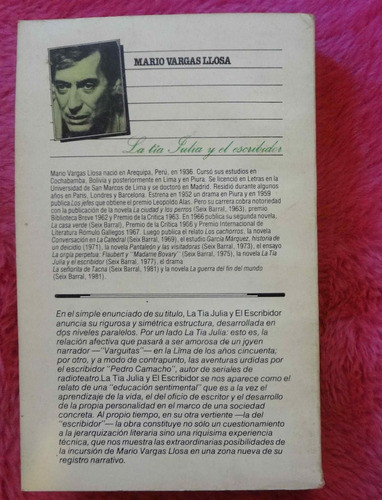 MARIO VARGAS LLOSA
La tía Julia y el escribidor
Mario Vargas Llosa nació en Arequipa, Perú, en 1936. Cursó sus estudios en
Cochabamba, Bolivia y posteriormente en Lima y en Piura. Se licenció en Letras en la
Universidad de San Marcos de Lima y se doctoró en Madrid. Residió durante algunos
años en París, Londres y Barcelona. Estrena en 1952 un drama en Piura y en 1959
publica Los jefes que obtiene el premio Leopoldo Alas. Pero su carrera cobra notoriedad
con la publicación de la novela La ciudad y los perros (Seix Barral, 1963), premio
Biblioteca Breve 1962 y Premio de la Crítica 1963. En 1966 publica su segunda novela,
La casa verde (Seix Barral), Premio de la Crítica 1966 y Premio Internacional de
Literatura Rómulo Gallegos 1967. Luego publica el relato Los cachorros, la novela
Conversación en La Catedral (Seix Barral, 1969), el estudio García Márquez, historia de
un deicidio (1971), la novela Pantaleón y las visitadoras (Seix Barral, 1973), el ensayo
La orgía perpetua: Flaubert y "Madame Bovary" (Seix Barral, 1975), la novela La Tía
Julia y el escribidor (Seix Barral, 1977), el drama
La señorita de Tacna (Seix Barral, 1981) y la novela La guerra del fin del mundo
(Seix Barral, 1981).
En el simple enunciado de su título, La Tia Julia y El Escribidor
anuncia su rigurosa y simétrica estructura, desarrollada en
dos niveles paralelos. Por un lado La Tia Julia: esto es, la
relación afectiva que pasará a ser amorosa de un joven
narrador —"Varguitas"— en la Lima de los años cincuenta;
por otro, y a modo de contrapunto, las aventuras urdidas por
el escribidor "Pedro Camacho", autor de seriales de
radioteatro. La Tia Julia y El Escribidor se nos aparece como el
relato de una "educación sentimental" que es a la vez el
aprendizaje de la vida, el del oficio de escritor y el desarrollo
de la propia personalidad en el marco de una sociedad
concreta. Al propio tiempo, en su otra vertiente —la del
"escribidor"— la obra constituye no sólo un cuestionamiento
a la jerarquización literaria sino una riquísima experiencia
técnica, que nos muestra las extraordinarias posibilidades de
la incursión de Mario Vargas Llosa en una zona nueva de su
registro narrativo.